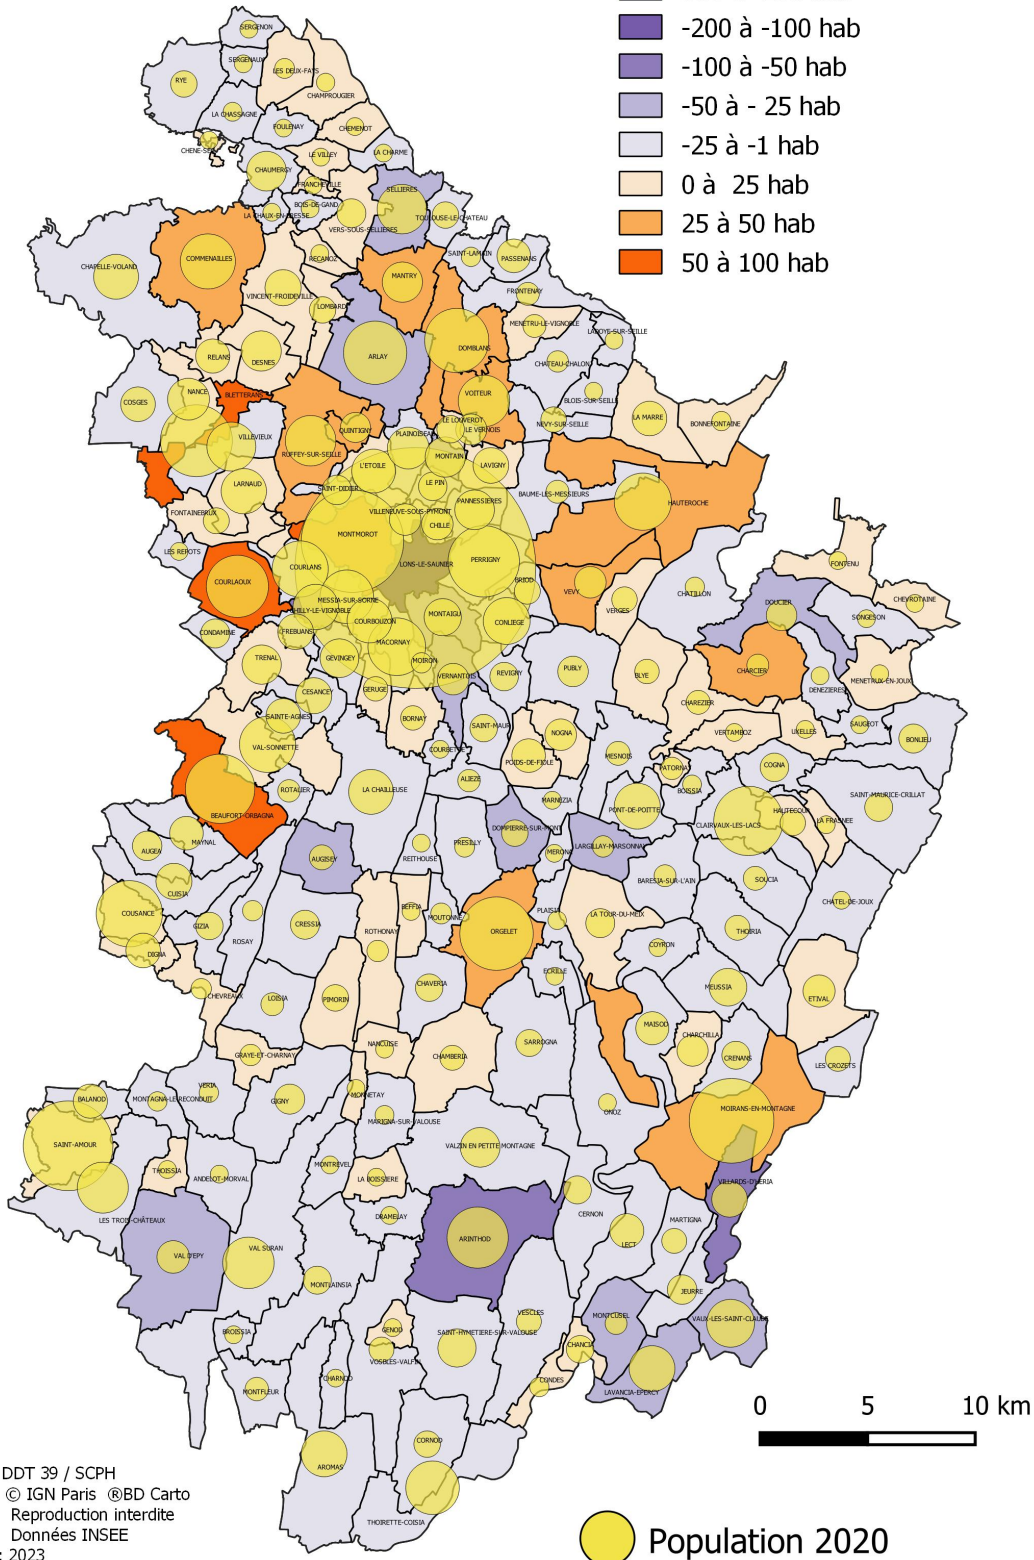 -200 à -100 hab
-100 à -50 hab
-50 à - 25 hab
-25 à -1 hab
0 à 25 hab
25 à 50 hab
50 à 100 hab
SERGENON
SERGENAUX
LES DEUX-FAYS
RYE
CHAMPROUGIER
LA CHASSAGNE
FOULENAY
CHEMENOT
CHENE-SEC
LE VILLEY
LA CHARME
CHAUMERGY
FRANCHEVILLE
SELLIERES
BOIS-DE-GAND
LA CHAUX-EN-BRESSE
TOULOUSE-LE-CHATEAU
VERS-SOUS-SELLIERES
COMMENAILLES
RECANOZ
SAINT-LAMAIN
PASSENANS
CHAPELLE-VOLAND
MANTRY
VINCENT-FROIDEVILLE
FRONTENAY
LOMBARD
MENETRU-LE-VIGNOBLE
LADOYE-SUR-SEILLE
RELANS
DESNES
ARLAY
DOMBLANS
CHATEAU-CHALON
NANCE
BLETTERANS
VOITEUR
BLOIS-SUR-SEILLE
COSGES
LE LOUVEROT
LE VERNOIS
NEVY-SUR-SEILLE
LA MARRE
BONNEFONTAINE
VILLEVIEUX
QUINTIGNY
PLAINOISEAU
RUFFEY-SUR-SEILLE
L'ETOILE
MONTAIN
LAVIGNY
LARNAUD
SAINT-DIDIER
LE PIN
BAUME-LES-MESSIEURS
HAUTEROCHE
PANNESSIERES
FONTAINEBRUX
VILLENEUVE-SOUS-PYMONT
CHILLE
MONTMOROT
LES REPOTS
LONS-LE-SAUNIER
PERRIGNY
FONTENU
COURLANS
COURLAOUX
BRIOD
VEVY
CHATILLON
CHEVROTAINE
MESSIA-SUR-SORNE
CHILLY-LE-VIGNOBLE
VERGES
DOUCIER
SONGESON
COURBOUZON
MONTAIGU
CONLIEGE
CONDAMINE
FREBUANS
MACORNAY
TRENAL
GEVINGEY
MOIRON
VERNANTOIS
REVIGNY
PUBLY
BLYE
CHARCIER
MENETRUX-EN-JOUX
DENEZIERES
CESANCEY
GERUGE
CHAREZIER
SAINTE-AGNES
BORNAY
SAINT-MAUR
NOGNA
VERTAMBOZ
UXELLES
SAUGEOT
BONLIEU
VAL-SONNETTE
COURBETTE
POIDS-DE-FIOLE
MESNOIS
PATORNAY
COGNA
ROTALIER
LA CHAILLEUSE
ALIEZE
BOISSIA
MARNEZIA
PONT-DE-POITTE
SAINT-MAURICE-CRILLAT
BEAUFORT-ORBAGNA
HAUTECOUR
LA FRASNEE
CLAIRVAUX-LES-LACS
DOMPIERRE-SUR-MONT
MAYNAL
PRESILLY
LARGILLAY-MARSONNAY
AUGEA
AUGISEY
REITHOUSE
MERONA
BARESIA-SUR-L'AIN
SOUCIA
CUISIA
CHATEL-DE-JOUX
COUSANCE
BEFFIA
MOUTONNE
PLAISIA
LA TOUR-DU-MEIX
GIZIA
CRESSIA
ROTHONAY
ORGELET
THOIRIA
ROSAY
COYRON
DIGNA
ECRILLE
CHAVERIA
MEUSSIA
CHEVREAUX
LOISIA
PIMORIN
ETIVAL
MAISOD
CHARCHILLA
NANCUISE
SARROGNA
GRAYE-ET-CHARNAY
CHAMBERIA
CRENANS
LES CROZETS
VERIA
MONNETAY
BALANOD
MONTAGNA-LE-RECONDUIT
GIGNY
ONOZ
MOIRANS-EN-MONTAGNE
MARIGNA-SUR-VALOUSE
SAINT-AMOUR
VALZIN EN PETITE MONTAGNE
THOISSIA
MONTREVEL
ANDELOT-MORVAL
LA BOISSIERE
VILLARDS-D'HERIA
DRAMELAY
CERNON
LES TROIS-CHÂTEAUX
MARTIGNA
ARINTHOD
LECT
VAL D'EPY
VAL SURAN
MONTLAINSIA
JEURRE
VESCLES
MONTCUSEL
VAUX-LES-SAINT-CLAUDE
BROISSIA
GENOD
SAINT-HYMETIERE-SUR-VALOUSE
CHANCIA
VOSBLES-VALFIN
CHARNOD
CONDES
MONTFLEUR
LAVANCIA-EPERCY
CORNOD
AROMAS
THOIRETTE-COISIA
0 5 10 km
DDT 39 / SCPH
© IGN Paris ®BD Carto
Reproduction interdite
Données INSEE
: 2023
Population 2020